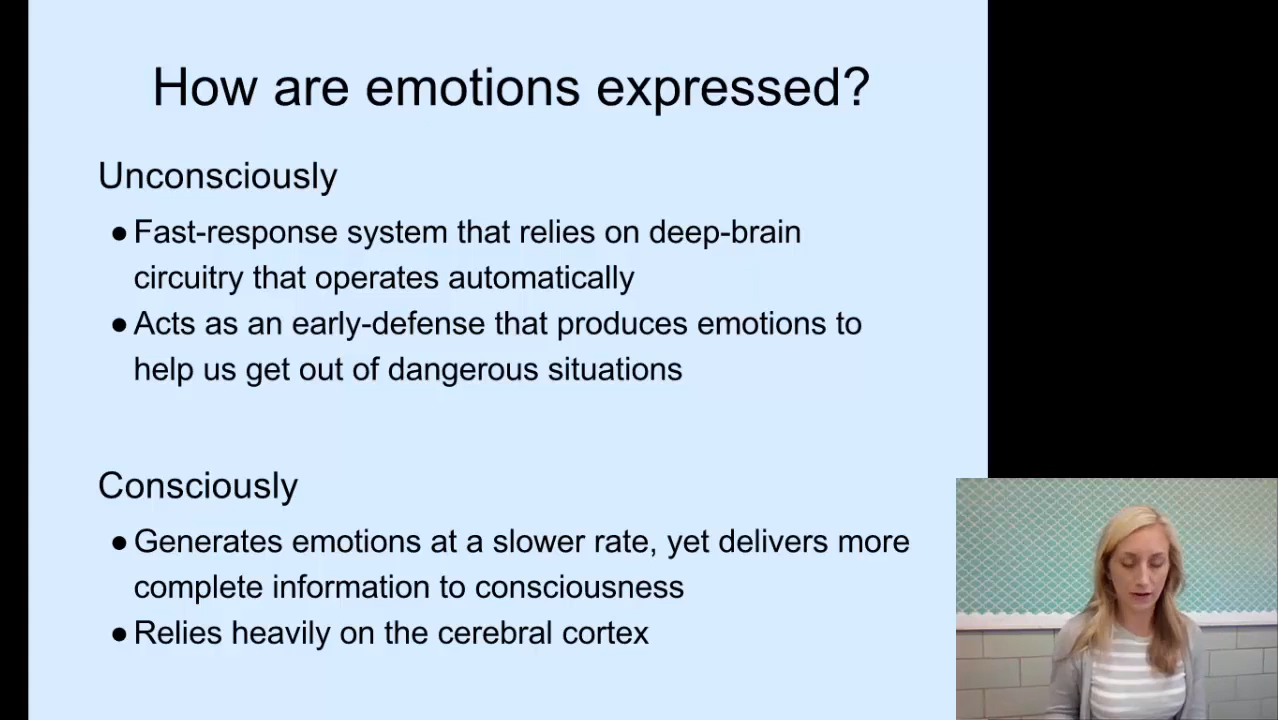 How are emotions expressed?
Unconsciously
●Fast-response system that relies on deep-brain
circuitry that operates automatically
●Acts as an early-defense that produces emotions to
help us get out of dangerous situations
Consciously
●Generates emotions at a slower rate, yet delivers more
complete information to consciousness
●Relies heavily on the cerebral cortex